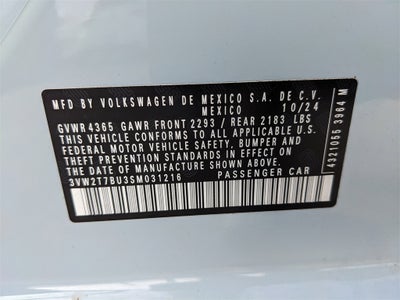 MFD BY VOLKSWAGEN DE MEXICO S.A. DE C.V.
MEXICO 10/24
GVWR 4365 GAWR FRONT 2293 / REAR 2183 LBS
THIS VEHICLE CONFORMS TO ALL APPLICABLE U.S.
FEDERAL MOTOR VEHICLE SAFETY, BUMPER AND
THEFT PREVENTION STANDARDS IN EFFECT ON
THE DATE OF MANUFACTURE SHOWN ABOVE
3VW2T7BU3SM031216 PASSENGER CAR
4321055 3964 M